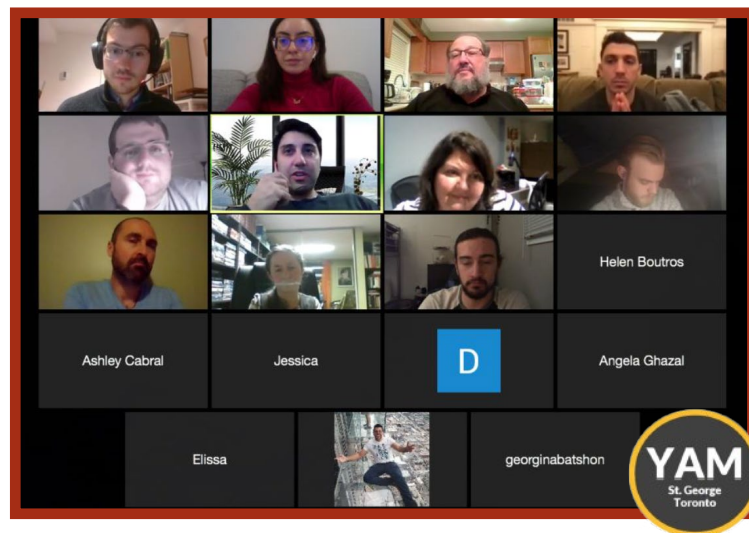 Helen Boutros
Ashley Cabral
Jessica
D
Angela Ghazal
Elissa
georginabatshon
YAM
St. George
Toronto